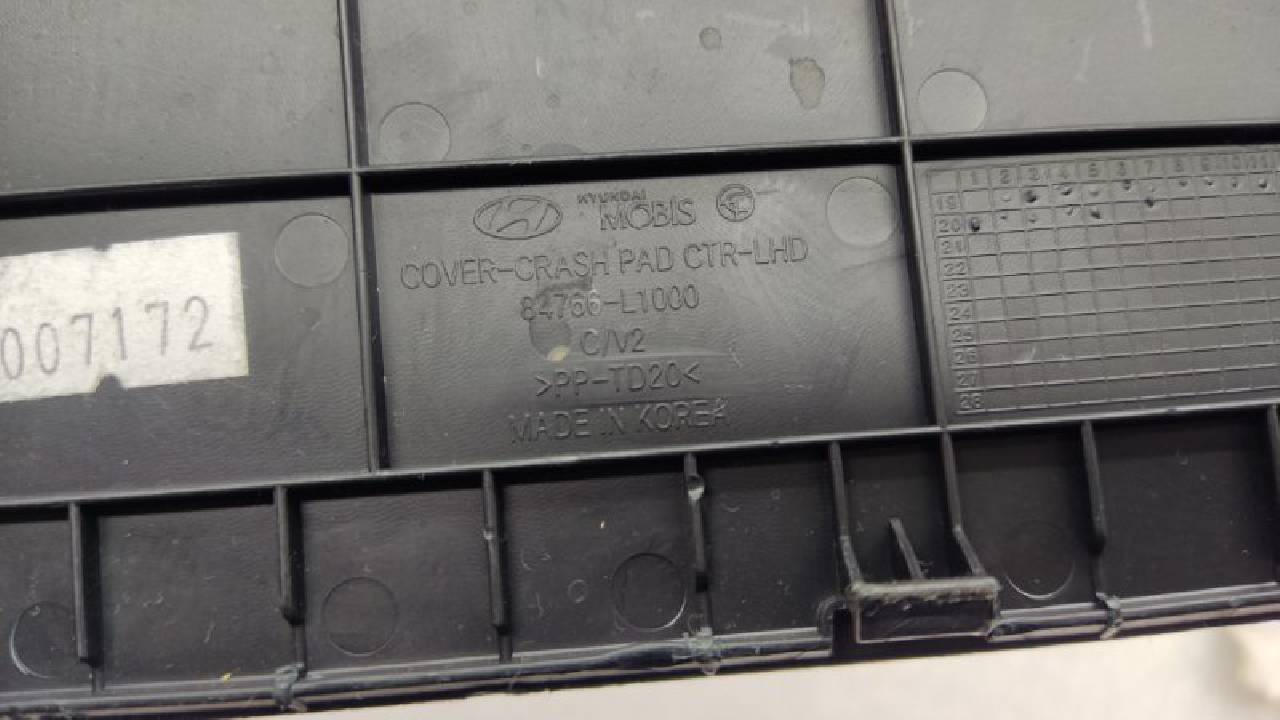 HYUNDAI
MOBIS
COVER-CRASH PAD CTR-LHD
84766-L1000
C/V2
>PP-TD20<
MADE IN KOREA
007172
1 2 3 4 5 6 7 8 9 10 11
19
20
21
22
23
24
25
26
27
28